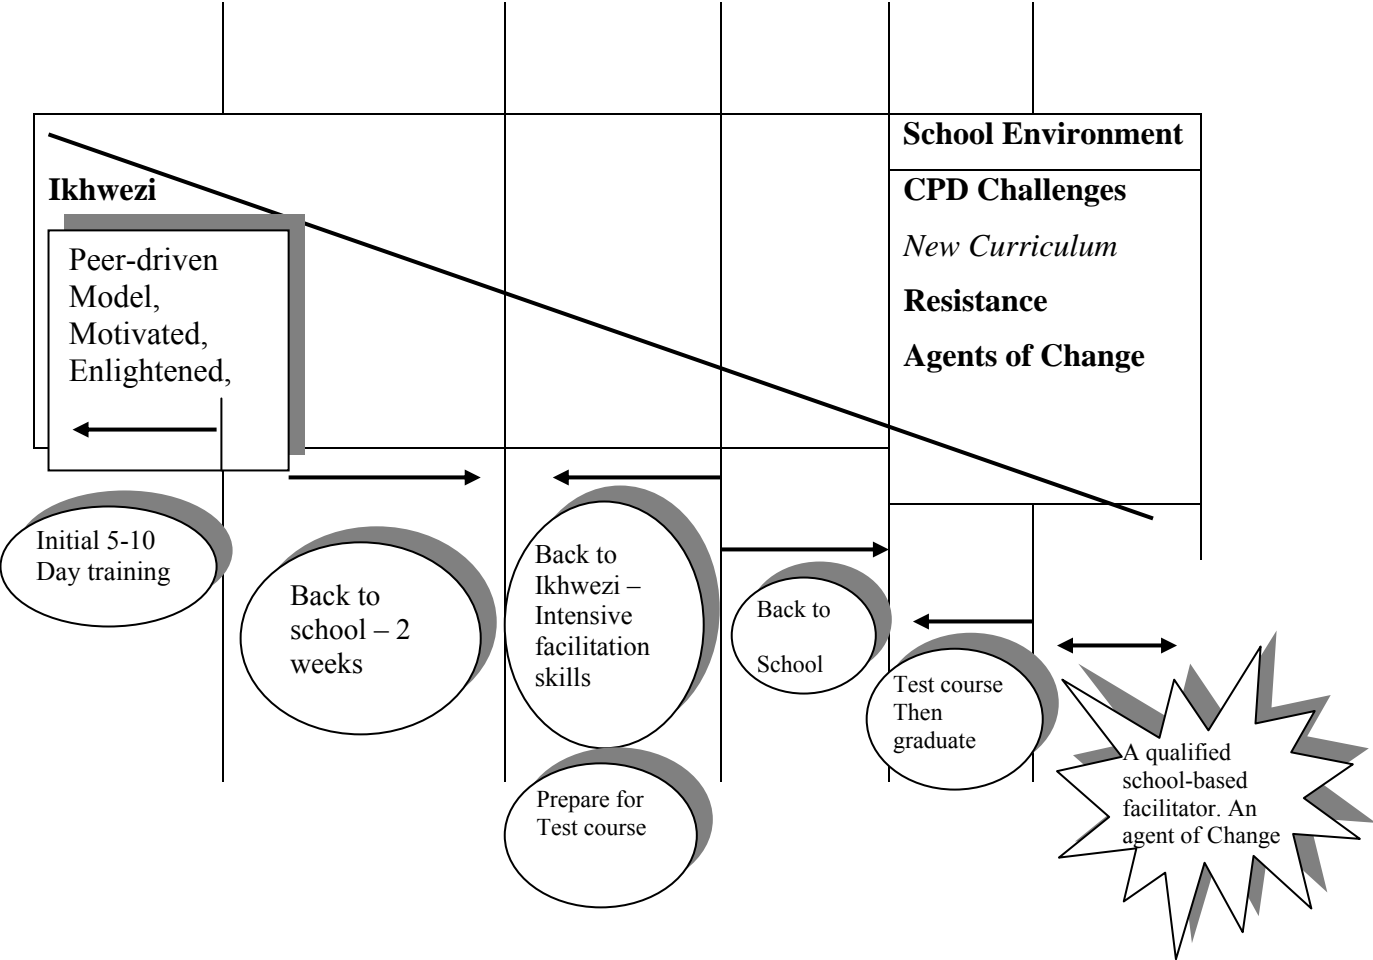 School Environment
Ikhwezi
CPD Challenges
New Curriculum
Resistance
Agents of Change
Peer-driven
Model,
Motivated,
Enlightened,
Initial 5-10
Day training
Back to
school – 2
weeks
Back to
Ikhwezi –
Intensive
facilitation
skills
Prepare for
Test course
Back to
School
Test course
Then
graduate
A qualified
school-based
facilitator. An
agent of Change